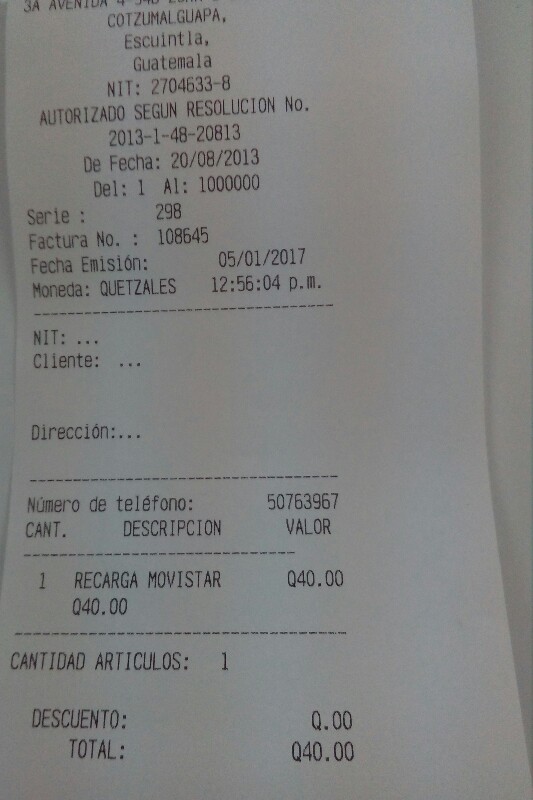 3A AVENIDA 4-548
COTZUMALGUAPA,
Escuintla,
Guatemala
NIT: 2704633-8
AUTORIZADO SEGUN RESOLUCION No.
2013-1-48-20813
De Fecha: 20/08/2013
Del: 1 Al: 1000000
Serie : 298
Factura No. : 108645
Fecha Emisión: 05/01/2017
Moneda: QUETZALES 12:56:04 p.m.
NIT: ...
Cliente: ...
Dirección:...
Número de teléfono: 50763967
CANT. DESCRIPCION VALOR
1 RECARGA MOVISTAR Q40.00
Q40.00
CANTIDAD ARTICULOS: 1
DESCUENTO: Q.00
TOTAL: Q40.00